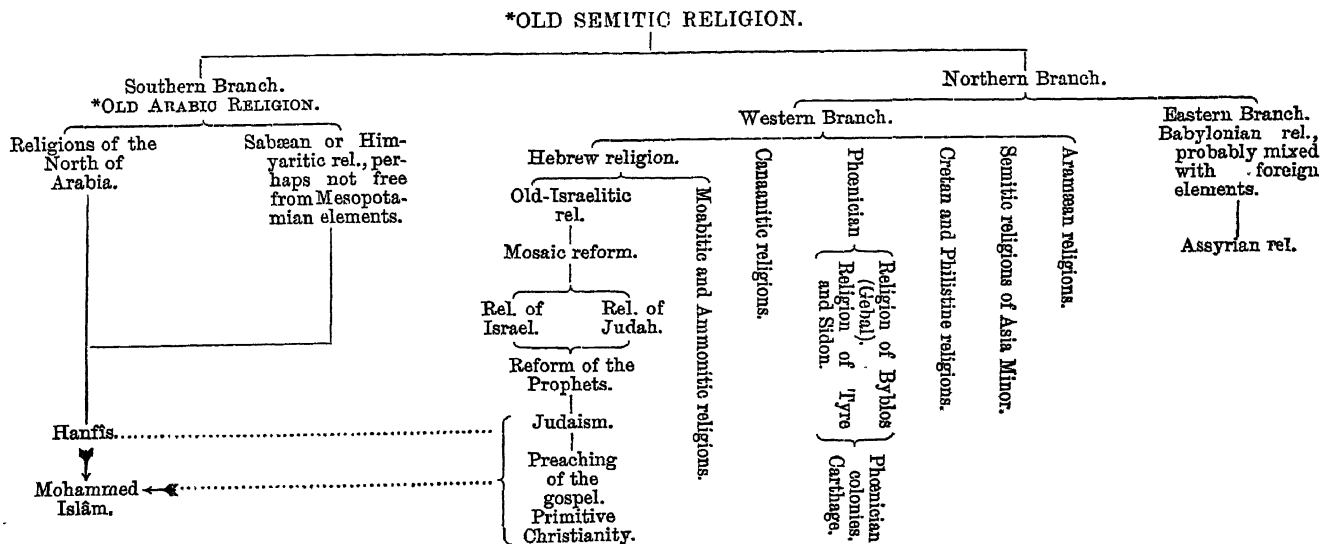 *OLD SEMITIC RELIGION.
Southern Branch.
*OLD ARABIC RELIGION.
Religions of the
North of
Arabia.
Sabæan or Him-
yaritic rel., per-
haps not free
from Mesopota-
mian elements.
Hanfîs.
Mohammed
Islâm.
Northern Branch.
Western Branch.
Hebrew religion.
Old-Israelitic
rel.
Mosaic reform.
Rel. of
Israel.
Rel. of
Judah.
Reform of the
Prophets.
Judaism.
Preaching
of the
gospel.
Primitive
Christianity.
Moabitic and Ammonitic religions.
Canaanitic religions.
Phœnician
Religion of Byblos
(Gebal).
Religion of Tyre
and Sidon.
Phœnician
colonies.
Carthage.
Cretan and Philistine religions.
Semitic religions of Asia Minor.
Aramæan religions.
Eastern Branch.
Babylonian rel.,
probably mixed
with foreign
elements.
Assyrian rel.